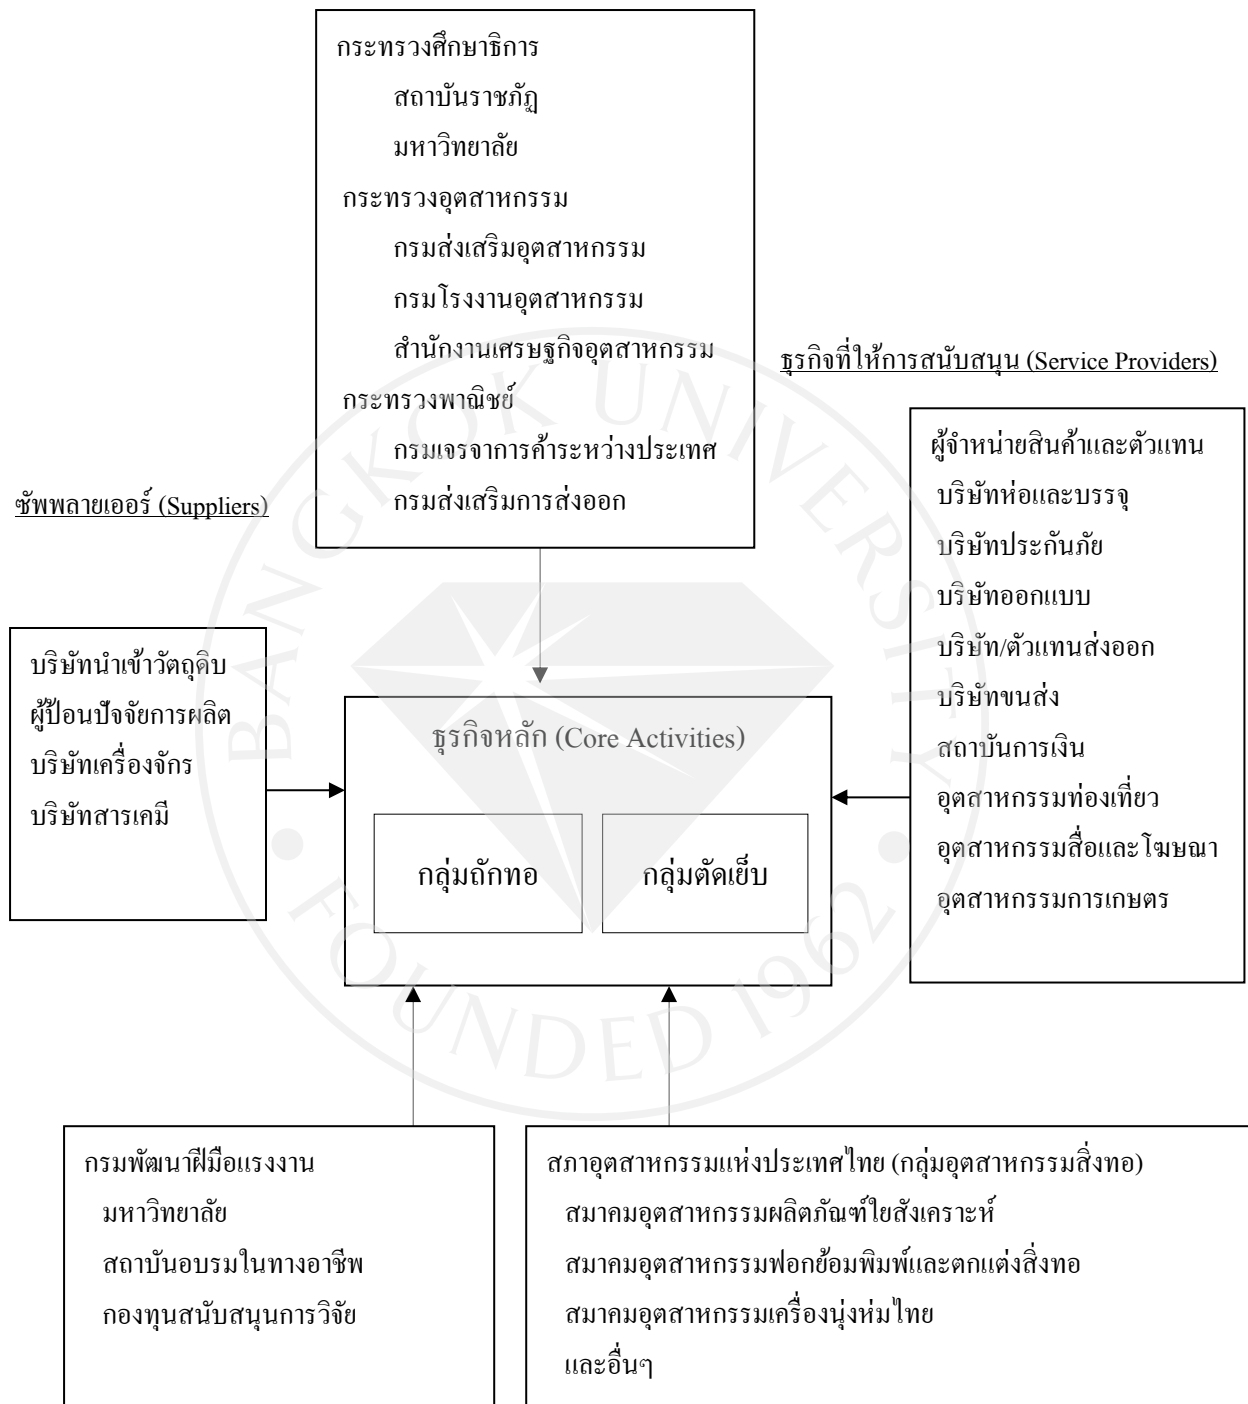 กระทรวงศึกษาธิการ
สถาบันราชภัฏ
มหาวิทยาลัย
กระทรวงอุตสาหกรรม
กรมส่งเสริมอุตสาหกรรม
กรมโรงงานอุตสาหกรรม
สำนักงานเศรษฐกิจอุตสาหกรรม
กระทรวงพาณิชย์
กรมเจรจาการค้าระหว่างประเทศ
กรมส่งเสริมการส่งออก
ซัพพลายเออร์ (Suppliers)
บริษัทนำเข้าวัตถุดิบ
ผู้ป้อนปัจจัยการผลิต
บริษัทเครื่องจักร
บริษัทสารเคมี
ธุรกิจหลัก (Core Activities)
กลุ่มถักทอ
กลุ่มตัดเย็บ
ธุรกิจที่ให้การสนับสนุน (Service Providers)
ผู้จำหน่ายสินค้าและตัวแทน
บริษัทห่อและบรรจุ
บริษัทประกันภัย
บริษัทออกแบบ
บริษัท/ตัวแทนส่งออก
บริษัทขนส่ง
สถาบันการเงิน
อุตสาหกรรมท่องเที่ยว
อุตสาหกรรมสื่อและโฆษณา
อุตสาหกรรมการเกษตร
กรมพัฒนาฝีมือแรงงาน
มหาวิทยาลัย
สถาบันอบรมในทางอาชีพ
กองทุนสนับสนุนการวิจัย
สภาอุตสาหกรรมแห่งประเทศไทย (กลุ่มอุตสาหกรรมสิ่งทอ)
สมาคมอุตสาหกรรมผลิตภัณฑ์ใยสังเคราะห์
สมาคมอุตสาหกรรมฟอกย้อมพิมพ์และตกแต่งสิ่งทอ
สมาคมอุตสาหกรรมเครื่องนุ่งห่มไทย
และอื่นๆ
BANGKOK UNIVERSITY
FOUNDED 1962